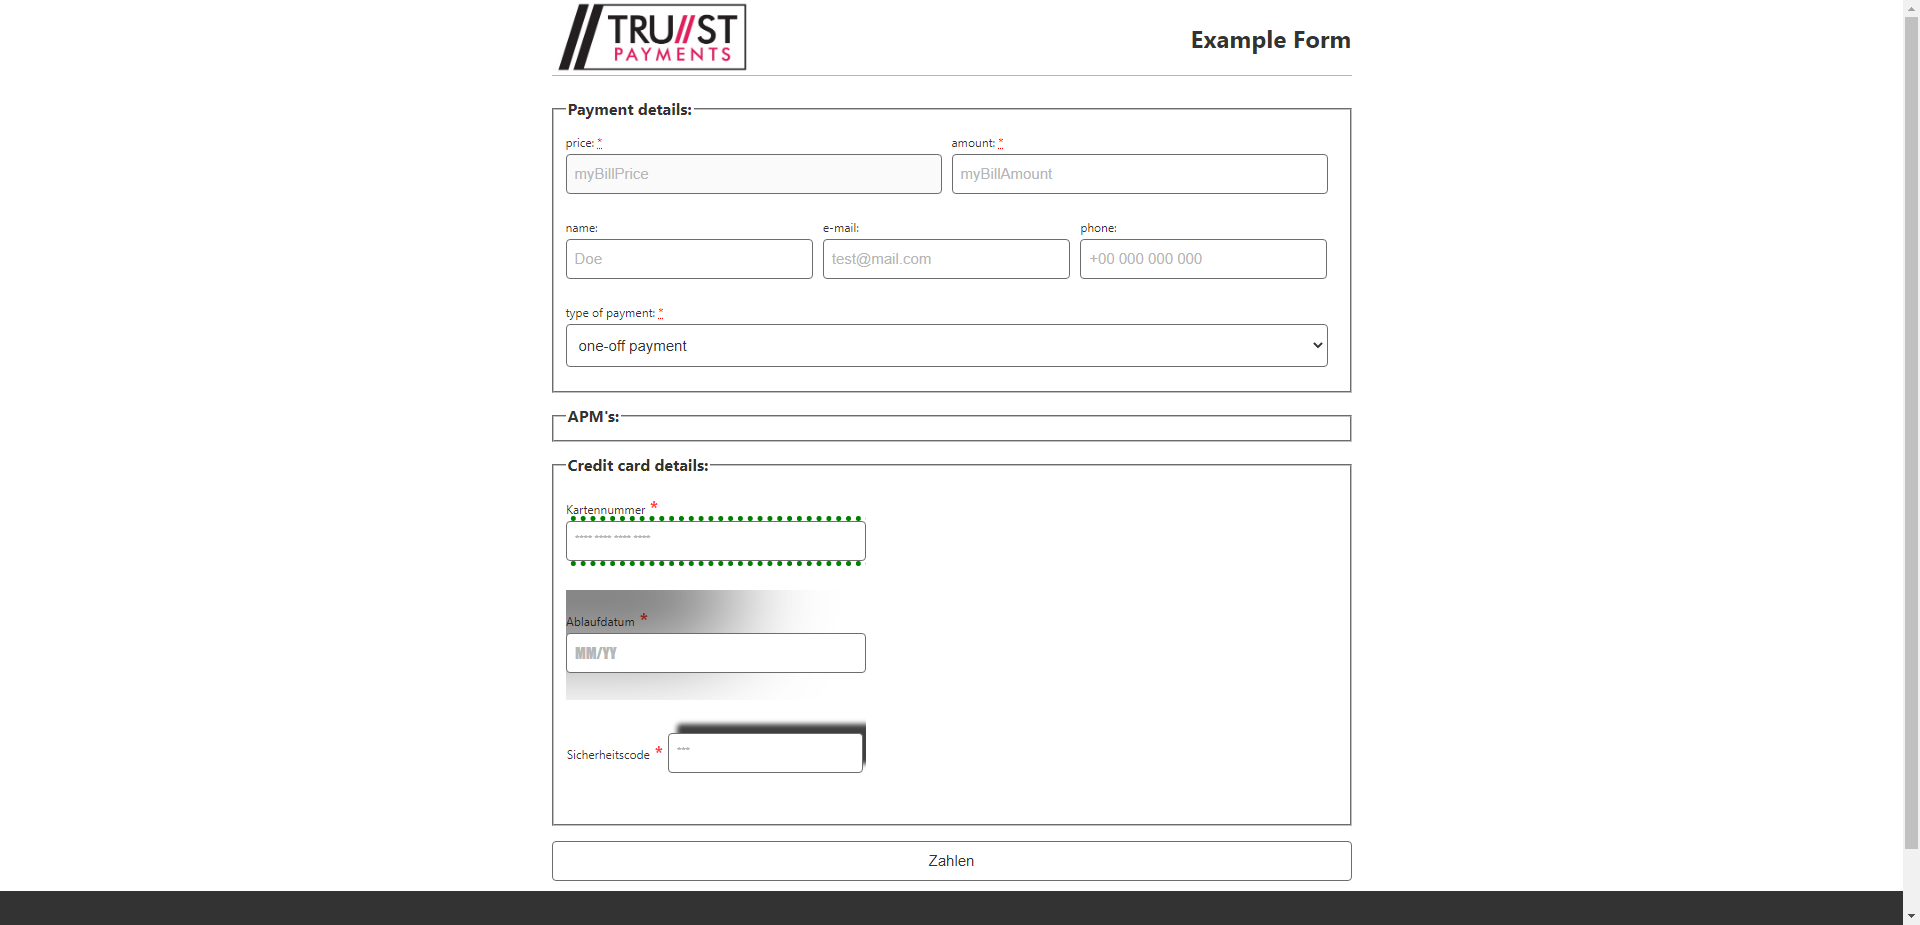 TRU//ST
PAYMENTS
Example Form
Payment details:
price: * amount: *
myBillPrice myBillAmount
name: e-mail: phone:
Doe test@mail.com +00 000 000 000
type of payment: *
one-off payment
APM's:
Credit card details:
Kartennummer *
**** **** **** ****
Ablaufdatum *
MM/YY
Sicherheitscode * ***
Zahlen